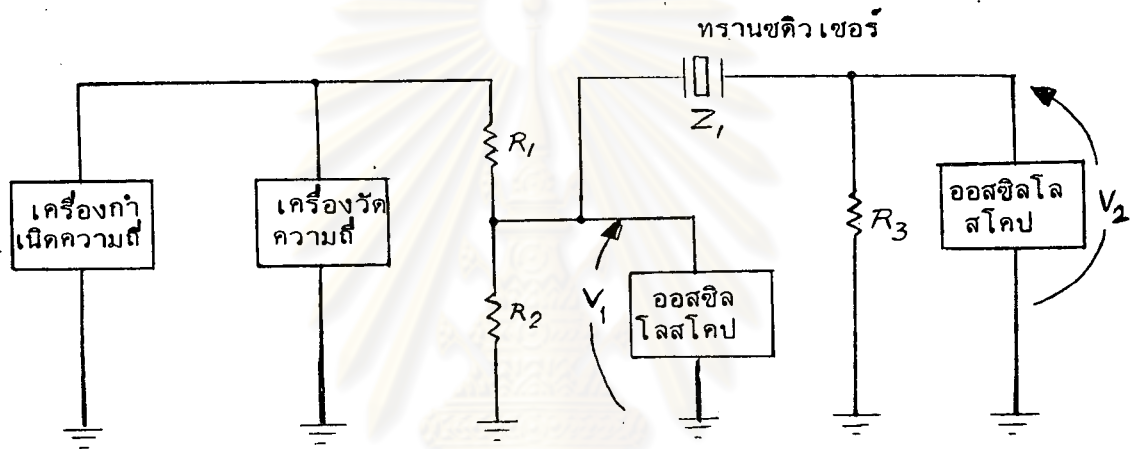 ทรานซดิวเซอร์
Z₁
R₁
เครื่องกำ
เนิดความถี่
เครื่องวัด
ความถี่
R₂
V₁
ออสซิล
โลสโคป
R₃
ออสซิลโล
สโคป
V₂